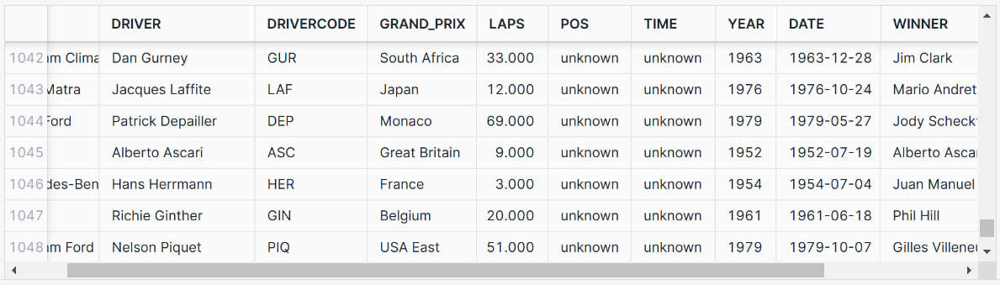 DRIVER DRIVERCODE GRAND_PRIX LAPS POS TIME YEAR DATE WINNER
1042 m Clima Dan Gurney GUR South Africa 33.000 unknown unknown 1963 1963-12-28 Jim Clark
1043 Matra Jacques Laffite LAF Japan 12.000 unknown unknown 1976 1976-10-24 Mario Andret
1044 Ford Patrick Depailler DEP Monaco 69.000 unknown unknown 1979 1979-05-27 Jody Scheckt
1045 Alberto Ascari ASC Great Britain 9.000 unknown unknown 1952 1952-07-19 Alberto Asca
1046 des-Ben Hans Herrmann HER France 3.000 unknown unknown 1954 1954-07-04 Juan Manuel
1047 Richie Ginther GIN Belgium 20.000 unknown unknown 1961 1961-06-18 Phil Hill
1048 am Ford Nelson Piquet PIQ USA East 51.000 unknown unknown 1979 1979-10-07 Gilles Villeneu